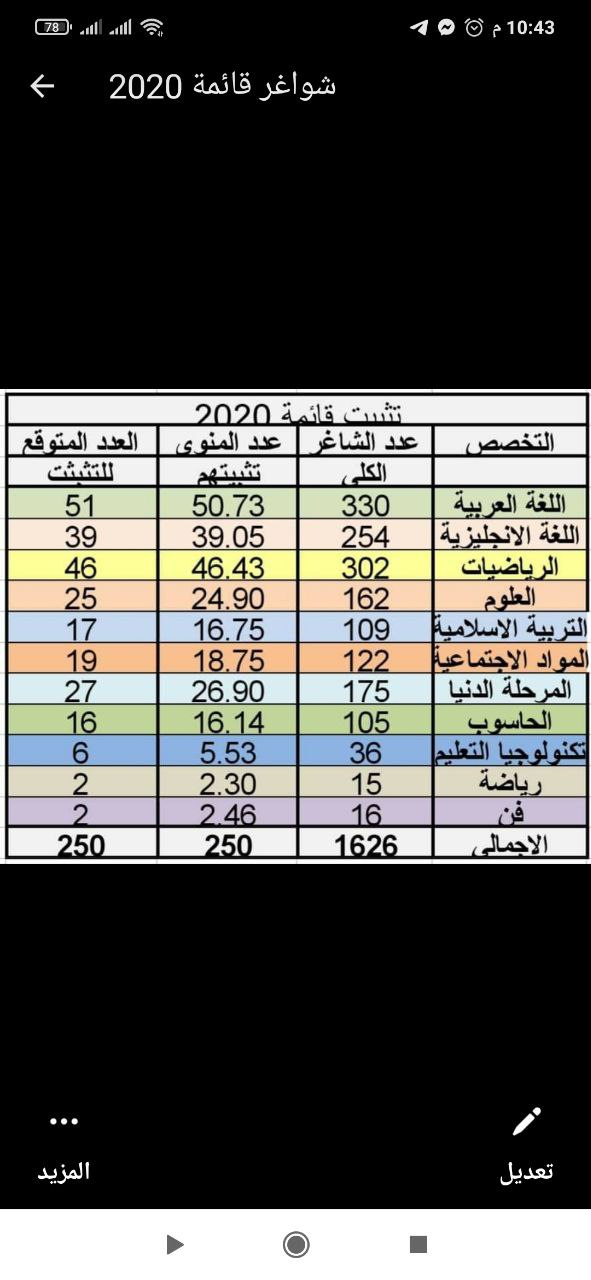 78
10:43 م
شواغر قائمة 2020
تثبيت قائمة 2020
التخصص عدد الشاغر الكلي عدد المنوي تثبيتهم العدد المتوقع للتثبثت
اللغة العربية 330 50.73 51
اللغة الانجليزية 254 39.05 39
الرياضيات 302 46.43 46
العلوم 162 24.90 25
التربية الاسلامية 109 16.75 17
المواد الاجتماعية 122 18.75 19
المرحلة الدنيا 175 26.90 27
الحاسوب 105 16.14 16
تكنولوجيا التعليم 36 5.53 6
رياضة 15 2.30 2
فن 16 2.46 2
الاجمالي 1626 250 250
تعديل
المزيد